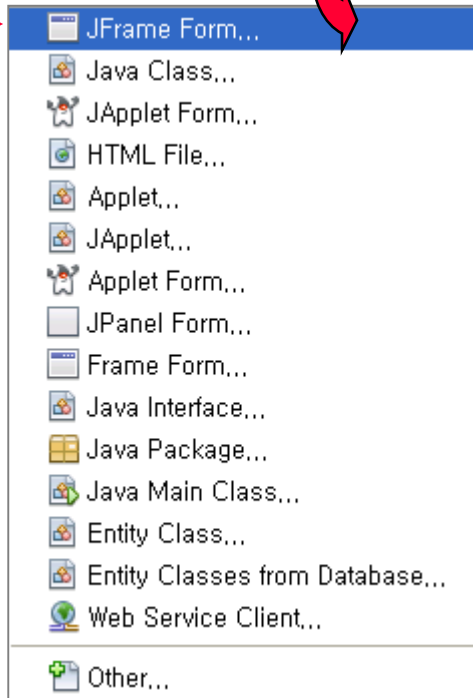 JFrame Form...
Java Class...
JApplet Form...
HTML File...
Applet...
JApplet...
Applet Form...
JPanel Form...
Frame Form...
Java Interface...
Java Package...
Java Main Class...
Entity Class...
Entity Classes from Database...
Web Service Client...
Other...